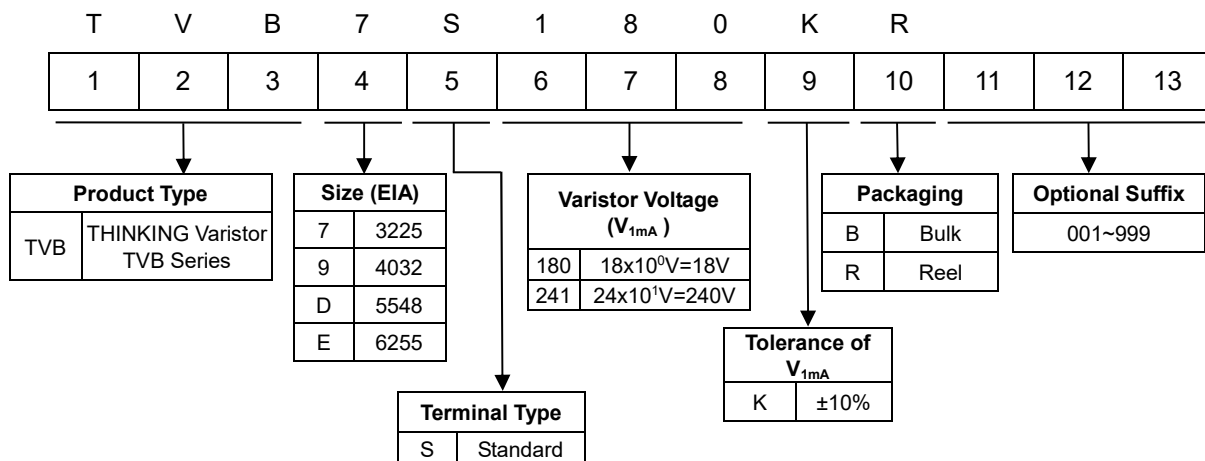 T V B 7 S 1 8 0 K R
1 2 3 4 5 6 7 8 9 10 11 12 13
Product Type
TVB THINKING Varistor
TVB Series
Size (EIA)
7 3225
9 4032
D 5548
E 6255
Terminal Type
S Standard
Varistor Voltage
(V1mA )
180 18x10⁰V=18V
241 24x10¹V=240V
Tolerance of
V1mA
K ±10%
Packaging
B Bulk
R Reel
Optional Suffix
001~999